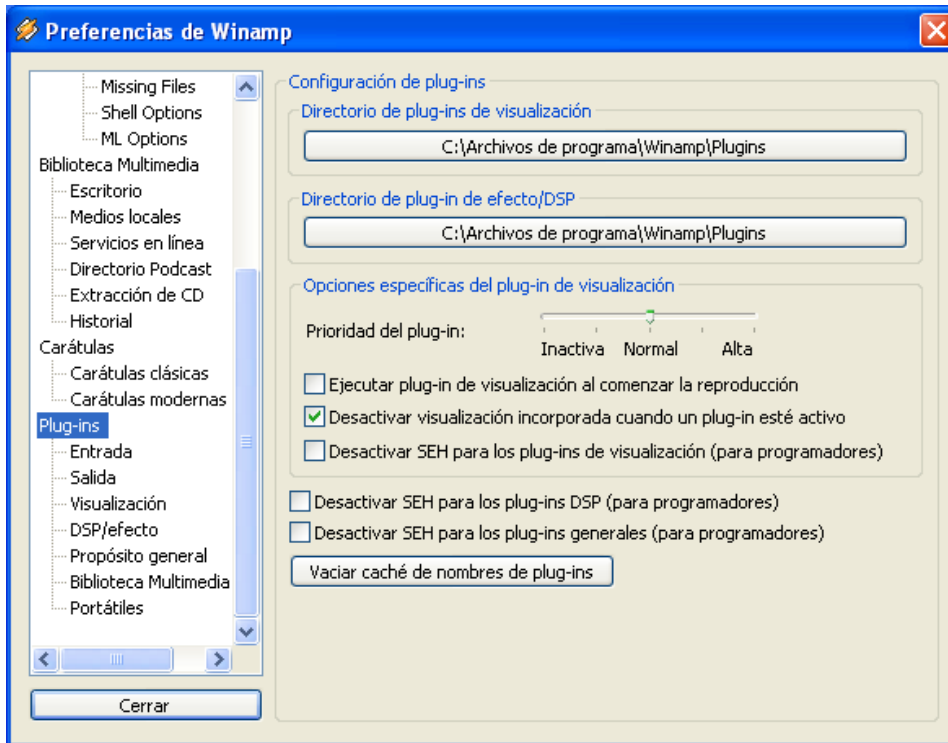 Preferencias de Winamp
Missing Files
Shell Options
ML Options
Biblioteca Multimedia
Escritorio
Medios locales
Servicios en línea
Directorio Podcast
Extracción de CD
Historial
Carátulas
Carátulas clásicas
Carátulas modernas
Plug-ins
Entrada
Salida
Visualización
DSP/efecto
Propósito general
Biblioteca Multimedia
Portátiles
Cerrar
Configuración de plug-ins
Directorio de plug-ins de visualización
C:\Archivos de programa\Winamp\Plugins
Directorio de plug-in de efecto/DSP
C:\Archivos de programa\Winamp\Plugins
Opciones específicas del plug-in de visualización
Prioridad del plug-in:
Inactiva Normal Alta
Ejecutar plug-in de visualización al comenzar la reproducción
Desactivar visualización incorporada cuando un plug-in esté activo
Desactivar SEH para los plug-ins de visualización (para programadores)
Desactivar SEH para los plug-ins DSP (para programadores)
Desactivar SEH para los plug-ins generales (para programadores)
Vaciar caché de nombres de plug-ins